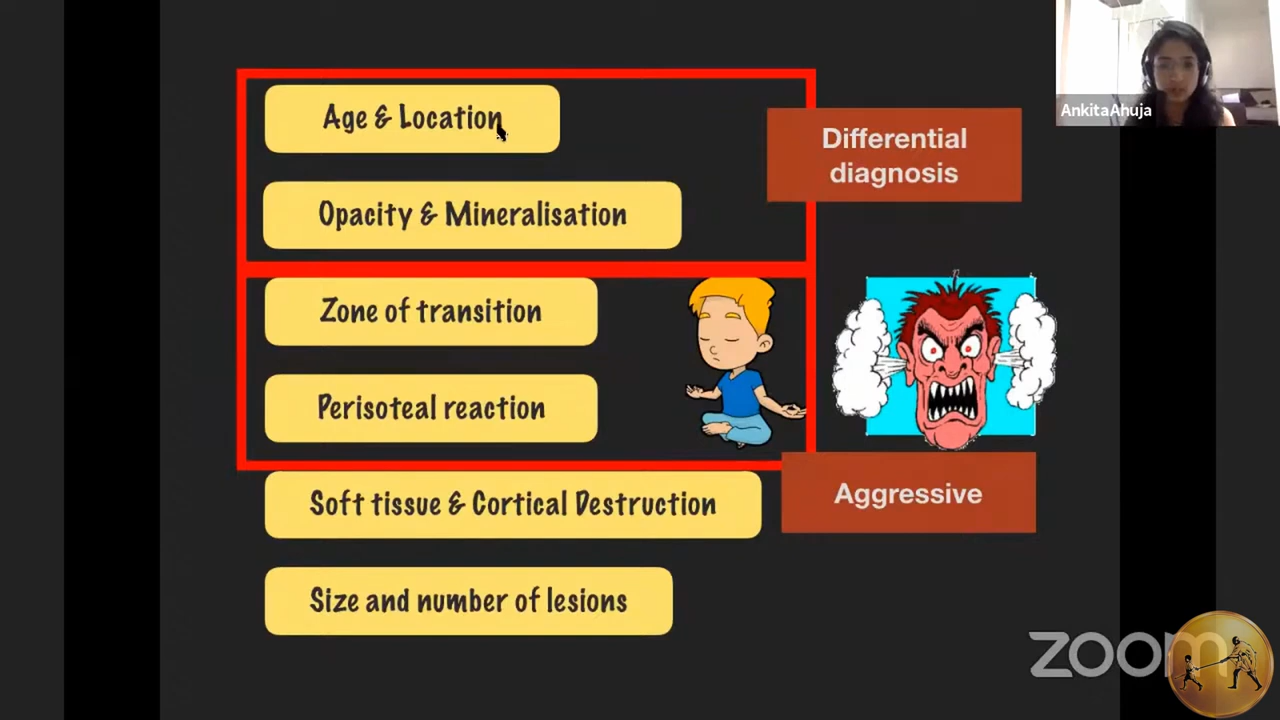 Age & Location
Differential
diagnosis
Opacity & Mineralisation
Zone of transition
Perisoteal reaction
Aggressive
Soft tissue & Cortical Destruction
Size and number of lesions
AnkitaAhuja
zoom